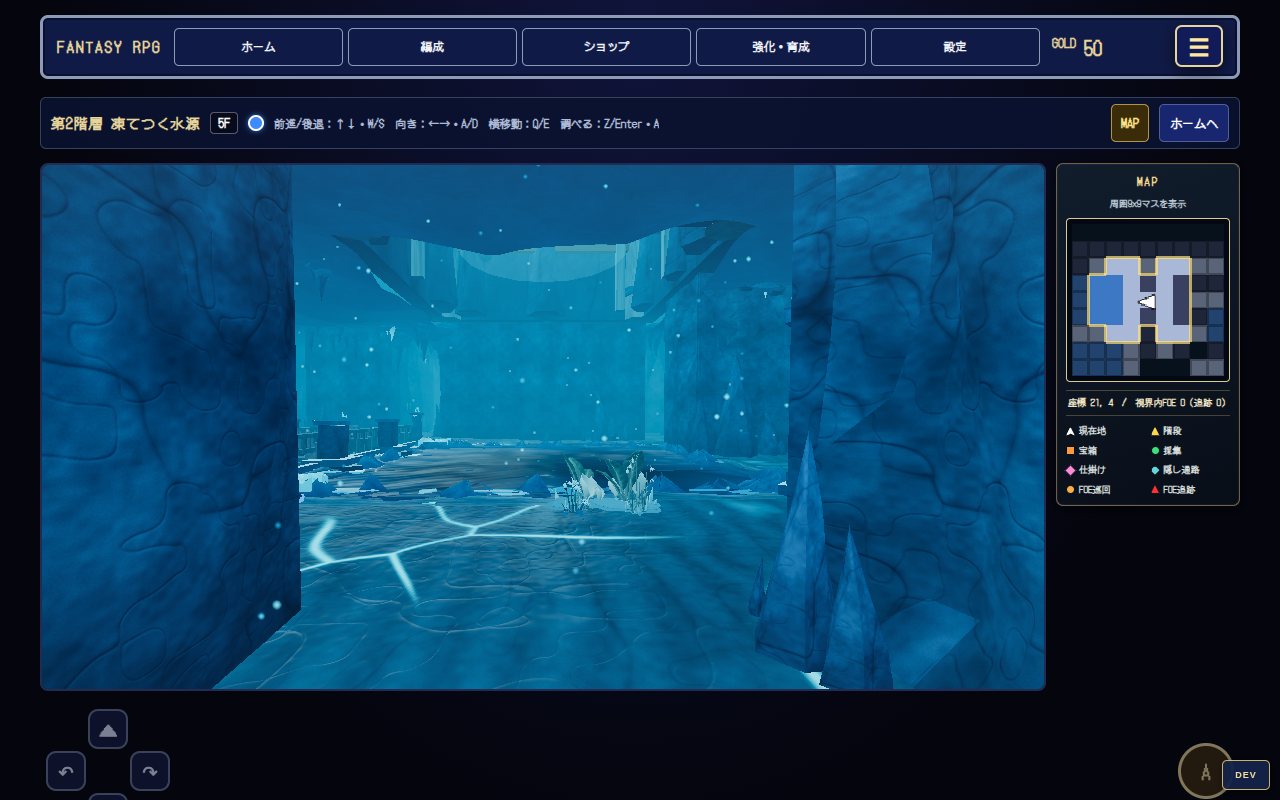 FANTASY RPG
ホーム
編成
ショップ
強化・育成
設定
GOLD 50
第2階層 凍てつく水源 5F 前進/後退：↑↓・W/S 向き：←→・A/D 横移動：Q/E 調べる：Z/Enter・A
MAP
ホームへ
MAP
周囲9x9マスを表示
座標 21, 4 / 視界内FOE 0 (追跡 0)
現在地 階段
宝箱 採集
仕掛け 隠し通路
FOE巡回 FOE追跡
A
DEV